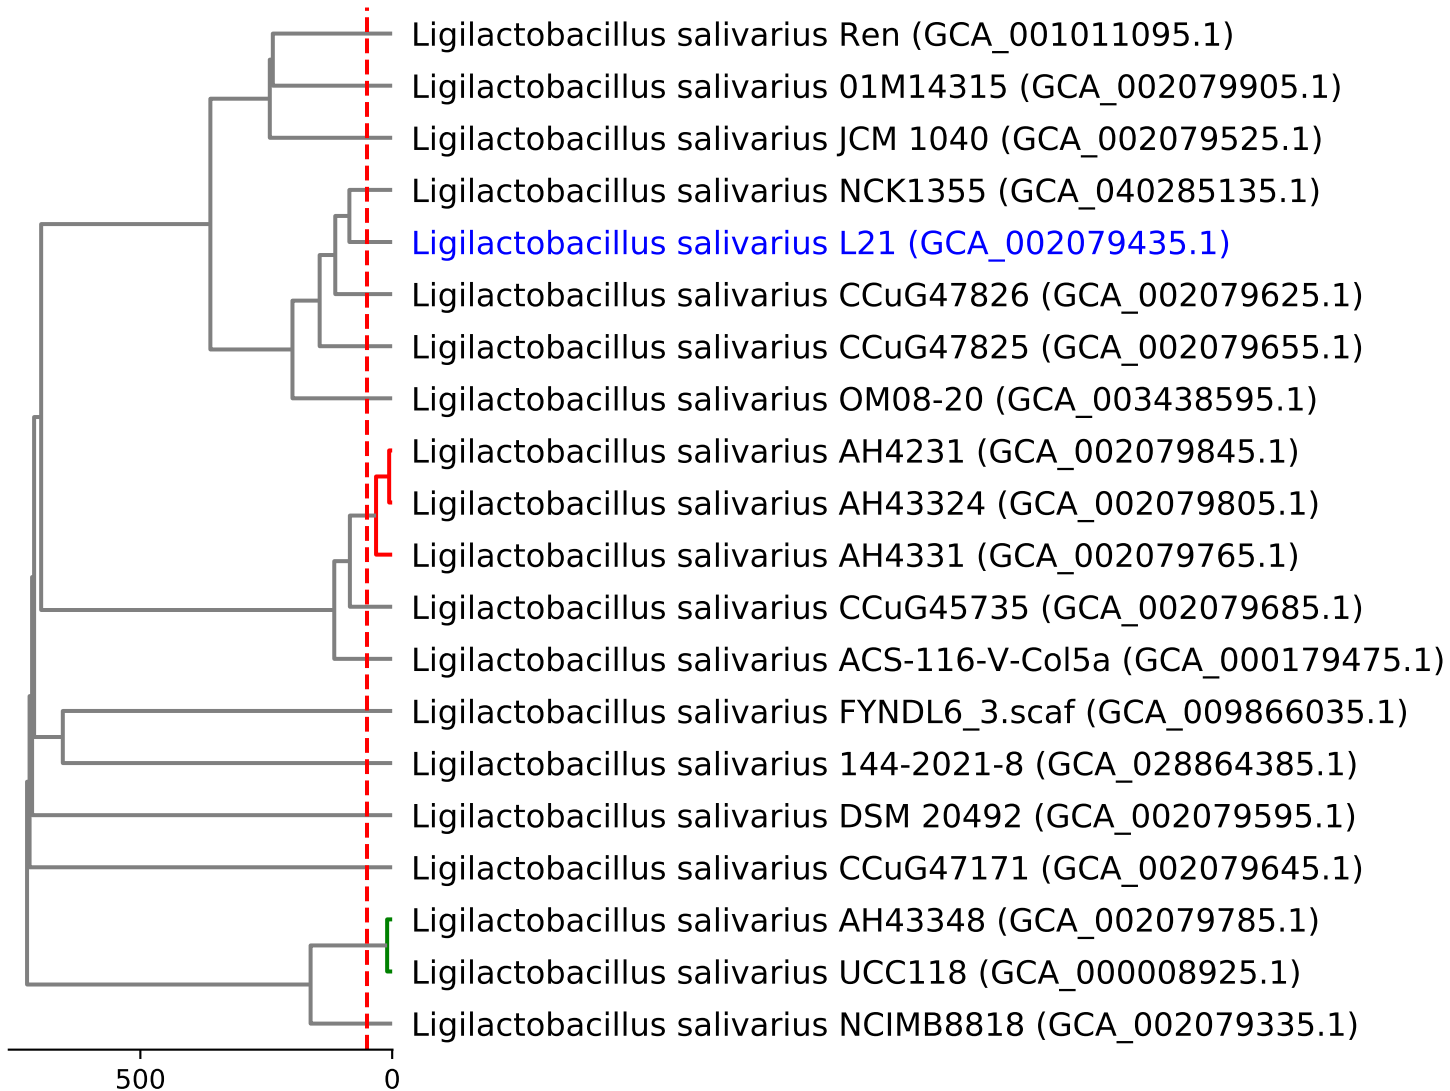 Ligilactobacillus salivarius Ren (GCA_001011095.1)
Ligilactobacillus salivarius 01M14315 (GCA_002079905.1)
Ligilactobacillus salivarius JCM 1040 (GCA_002079525.1)
Ligilactobacillus salivarius NCK1355 (GCA_040285135.1)
Ligilactobacillus salivarius L21 (GCA_002079435.1)
Ligilactobacillus salivarius CCuG47826 (GCA_002079625.1)
Ligilactobacillus salivarius CCuG47825 (GCA_002079655.1)
Ligilactobacillus salivarius OM08-20 (GCA_003438595.1)
Ligilactobacillus salivarius AH4231 (GCA_002079845.1)
Ligilactobacillus salivarius AH43324 (GCA_002079805.1)
Ligilactobacillus salivarius AH4331 (GCA_002079765.1)
Ligilactobacillus salivarius CCuG45735 (GCA_002079685.1)
Ligilactobacillus salivarius ACS-116-V-Col5a (GCA_000179475.1)
Ligilactobacillus salivarius FYNDL6_3.scaf (GCA_009866035.1)
Ligilactobacillus salivarius 144-2021-8 (GCA_028864385.1)
Ligilactobacillus salivarius DSM 20492 (GCA_002079595.1)
Ligilactobacillus salivarius CCuG47171 (GCA_002079645.1)
Ligilactobacillus salivarius AH43348 (GCA_002079785.1)
Ligilactobacillus salivarius UCC118 (GCA_000008925.1)
Ligilactobacillus salivarius NCIMB8818 (GCA_002079335.1)
500 0